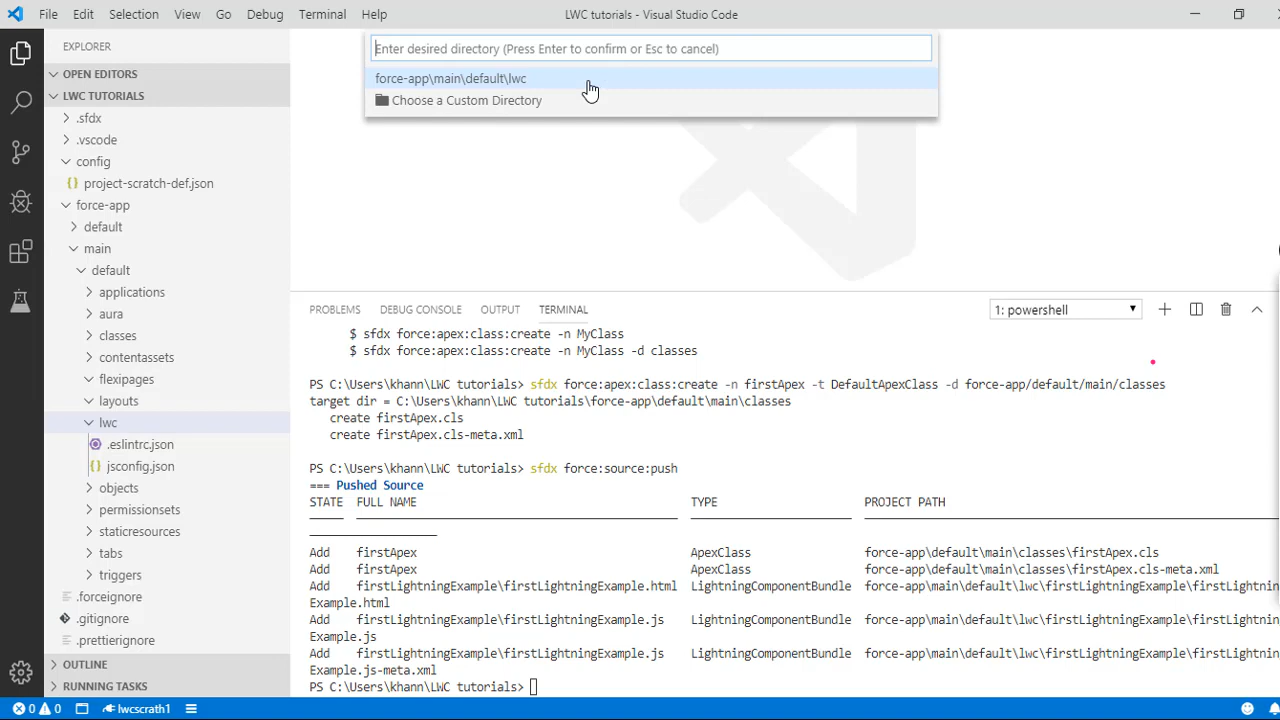 File Edit Selection View Go Debug Terminal Help LWC tutorials - Visual Studio Code
EXPLORER
OPEN EDITORS
LWC TUTORIALS
.sfdx
.vscode
config
project-scratch-def.json
force-app
default
main
default
applications
aura
classes
contentassets
flexipages
layouts
lwc
.eslintrc.json
jsconfig.json
objects
permissionsets
staticresources
tabs
triggers
.forceignore
.gitignore
.prettierignore
OUTLINE
RUNNING TASKS
Enter desired directory (Press Enter to confirm or Esc to cancel)
force-app\main\default\lwc
Choose a Custom Directory
PROBLEMS DEBUG CONSOLE OUTPUT TERMINAL 1: powershell
$ sfdx force:apex:class:create -n MyClass
$ sfdx force:apex:class:create -n MyClass -d classes
PS C:\Users\khann\LWC tutorials> sfdx force:apex:class:create -n firstApex -t DefaultApexClass -d force-app/default/main/classes
target dir = C:\Users\khann\LWC tutorials\force-app\default\main\classes
create firstApex.cls
create firstApex.cls-meta.xml
PS C:\Users\khann\LWC tutorials> sfdx force:source:push
=== Pushed Source
STATE FULL NAME TYPE PROJECT PATH
Add firstApex ApexClass force-app\default\main\classes\firstApex.cls
Add firstApex ApexClass force-app\default\main\classes\firstApex.cls-meta.xml
Add firstLightningExample\firstLightningExample.html LightningComponentBundle force-app\main\default\lwc\firstLightningExample\firstLightning
Example.html
Add firstLightningExample\firstLightningExample.js LightningComponentBundle force-app\main\default\lwc\firstLightningExample\firstLightning
Example.js
Add firstLightningExample\firstLightningExample.js LightningComponentBundle force-app\main\default\lwc\firstLightningExample\firstLightning
Example.js-meta.xml
PS C:\Users\khann\LWC tutorials>
0 0 lwcscrath1